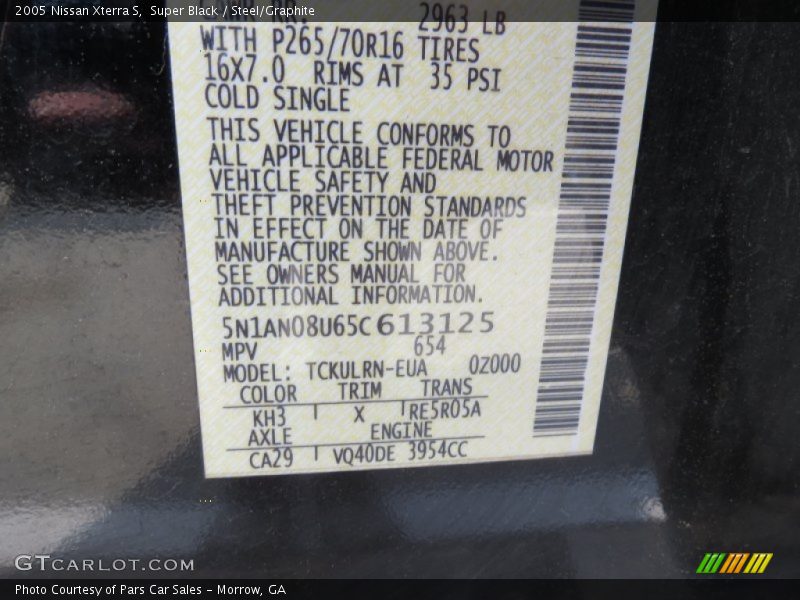 2005 Nissan Xterra S,  Super Black / Steel/Graphite
2963 LB
WITH P265/70R16 TIRES
16X7.0 RIMS AT 35 PSI
COLD SINGLE
THIS VEHICLE CONFORMS TO
ALL APPLICABLE FEDERAL MOTOR
VEHICLE SAFETY AND
THEFT PREVENTION STANDARDS
IN EFFECT ON THE DATE OF
MANUFACTURE SHOWN ABOVE.
SEE OWNERS MANUAL FOR
ADDITIONAL INFORMATION.
5N1AN08U65C613125
MPV 654
MODEL: TCKULRN-EUA 0Z000
COLOR TRIM TRANS
KH3 X RE5R05A
AXLE ENGINE
CA29 VQ40DE 3954CC
GTCARLOT.COM
Photo Courtesy of Pars Car Sales - Morrow, GA